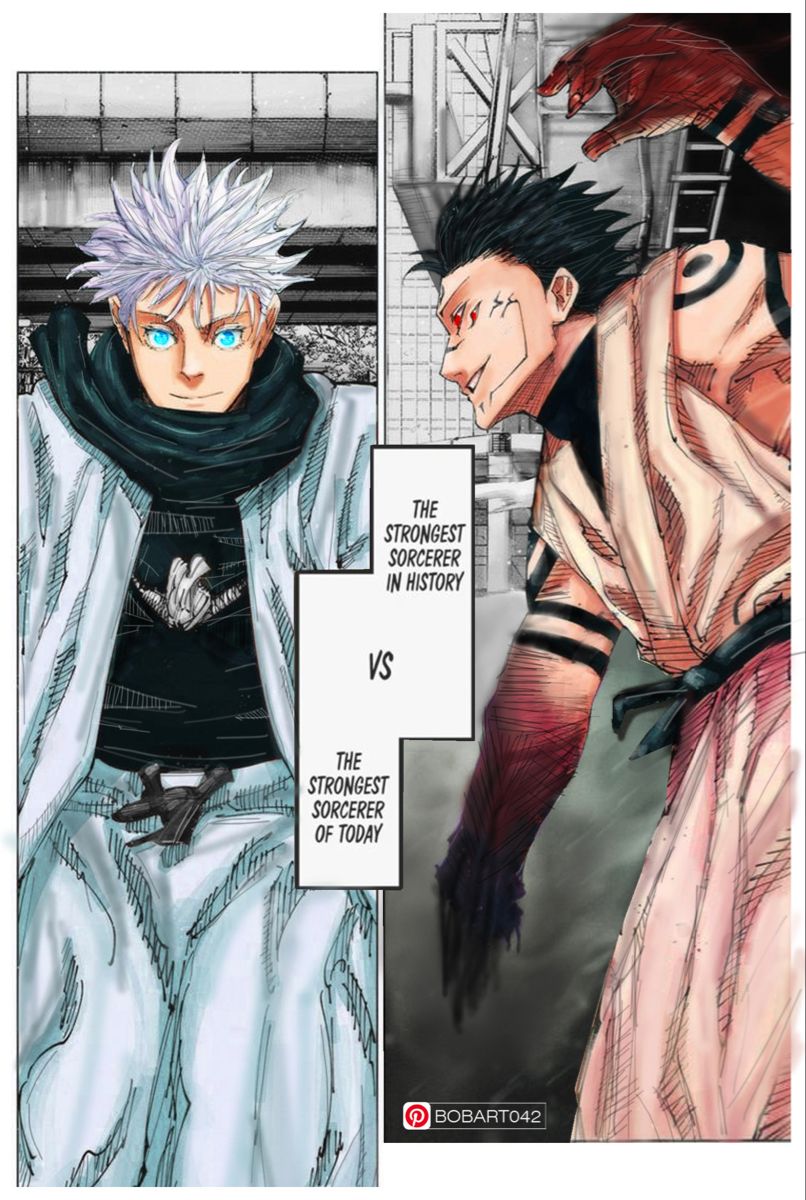 THE
STRONGEST
SORCERER
IN HISTORY
VS
THE
STRONGEST
SORCERER
OF TODAY
BOBART042